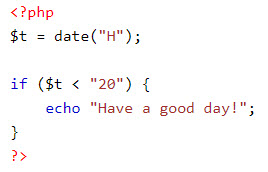 <?php
$t = date("H");

if ($t < "20") {
    echo "Have a good day!";
}
?>